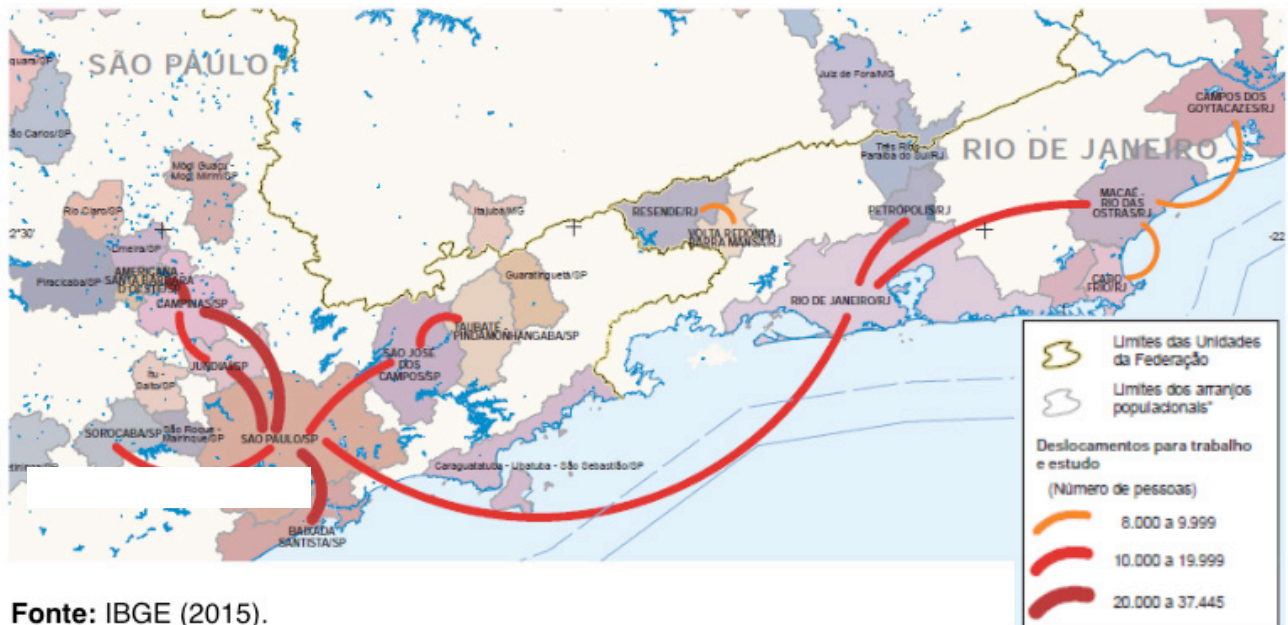 SÃO PAULO
RIO DE JANEIRO
Juiz de Fora/MG
CAMPOS DOS
GOYTACAZES/RJ
São Carlos/SP
Mogi Guaçu -
Mogi Mirim/SP
Três Rios -
Paraíba do Sul/RJ
Rio Claro/SP
Itajubá/MG
RESENDE/RJ
PETRÓPOLIS/RJ
MACAÉ -
RIO DAS
OSTRAS/RJ
VOLTA REDONDA
BARRA MANSA/RJ
2°30'
-22
Limeira/SP
AMERICANA -
SANTA BÁRBARA
D'OESTE/SP
Piracicaba/SP
CAMPINAS/SP
Guaratinguetá/SP
CABO
FRIO/RJ
RIO DE JANEIRO/RJ
TAUBATÉ -
PINDAMONHANGABA/SP
SÃO JOSÉ
DOS
CAMPOS/SP
JUNDIAÍ/SP
Itu -
Salto/SP
SOROCABA/SP
São Roque -
Mairinque/SP
SÃO PAULO/SP
Caraguatatuba - Ubatuba - São Sebastião/SP
BAIXADA
SANTISTA/SP
Limites das Unidades
da Federação
Limites dos arranjos
populacionais*
Deslocamentos para trabalho
e estudo
(Número de pessoas)
8.000 a 9.999
10.000 a 19.999
20.000 a 37.445
Fonte: IBGE (2015).